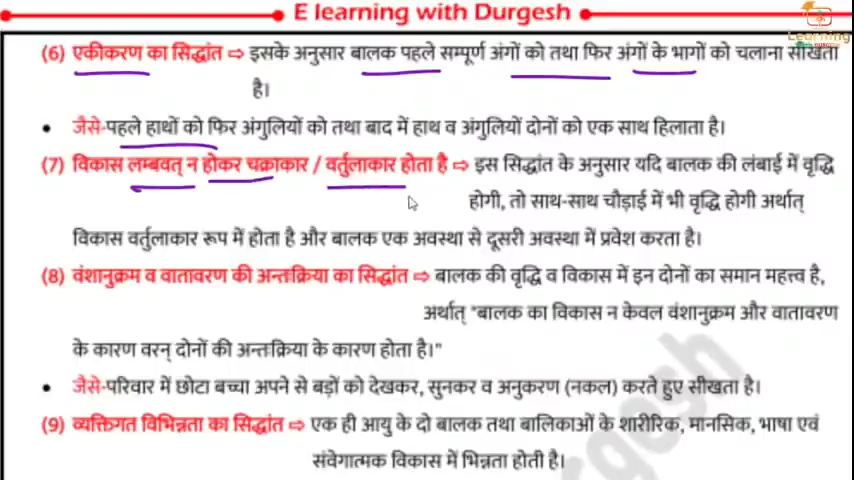 E learning with Durgesh
Learning
WITH DURGESH
(6) एकीकरण का सिद्धांत ⇨ इसके अनुसार बालक पहले सम्पूर्ण अंगों को तथा फिर अंगों के भागों को चलाना सीखता
है।
• जैसे-पहले हाथों को फिर अंगुलियों को तथा बाद में हाथ व अंगुलियों दोनों को एक साथ हिलाता है।
(7) विकास लम्बवत् न होकर चक्राकार / वर्तुलाकार होता है ⇨ इस सिद्धांत के अनुसार यदि बालक की लंबाई में वृद्धि
होगी, तो साथ-साथ चौड़ाई में भी वृद्धि होगी अर्थात्
विकास वर्तुलाकार रूप में होता है और बालक एक अवस्था से दूसरी अवस्था में प्रवेश करता है।
(8) वंशानुक्रम व वातावरण की अन्तःक्रिया का सिद्धांत ⇨ बालक की वृद्धि व विकास में इन दोनों का समान महत्त्व है,
अर्थात् "बालक का विकास न केवल वंशानुक्रम और वातावरण
के कारण वरन् दोनों की अन्तःक्रिया के कारण होता है।"
• जैसे-परिवार में छोटा बच्चा अपने से बड़ों को देखकर, सुनकर व अनुकरण (नकल) करते हुए सीखता है।
(9) व्यक्तिगत विभिन्नता का सिद्धांत ⇨ एक ही आयु के दो बालक तथा बालिकाओं के शारीरिक, मानसिक, भाषा एवं
संवेगात्मक विकास में भिन्नता होती है।